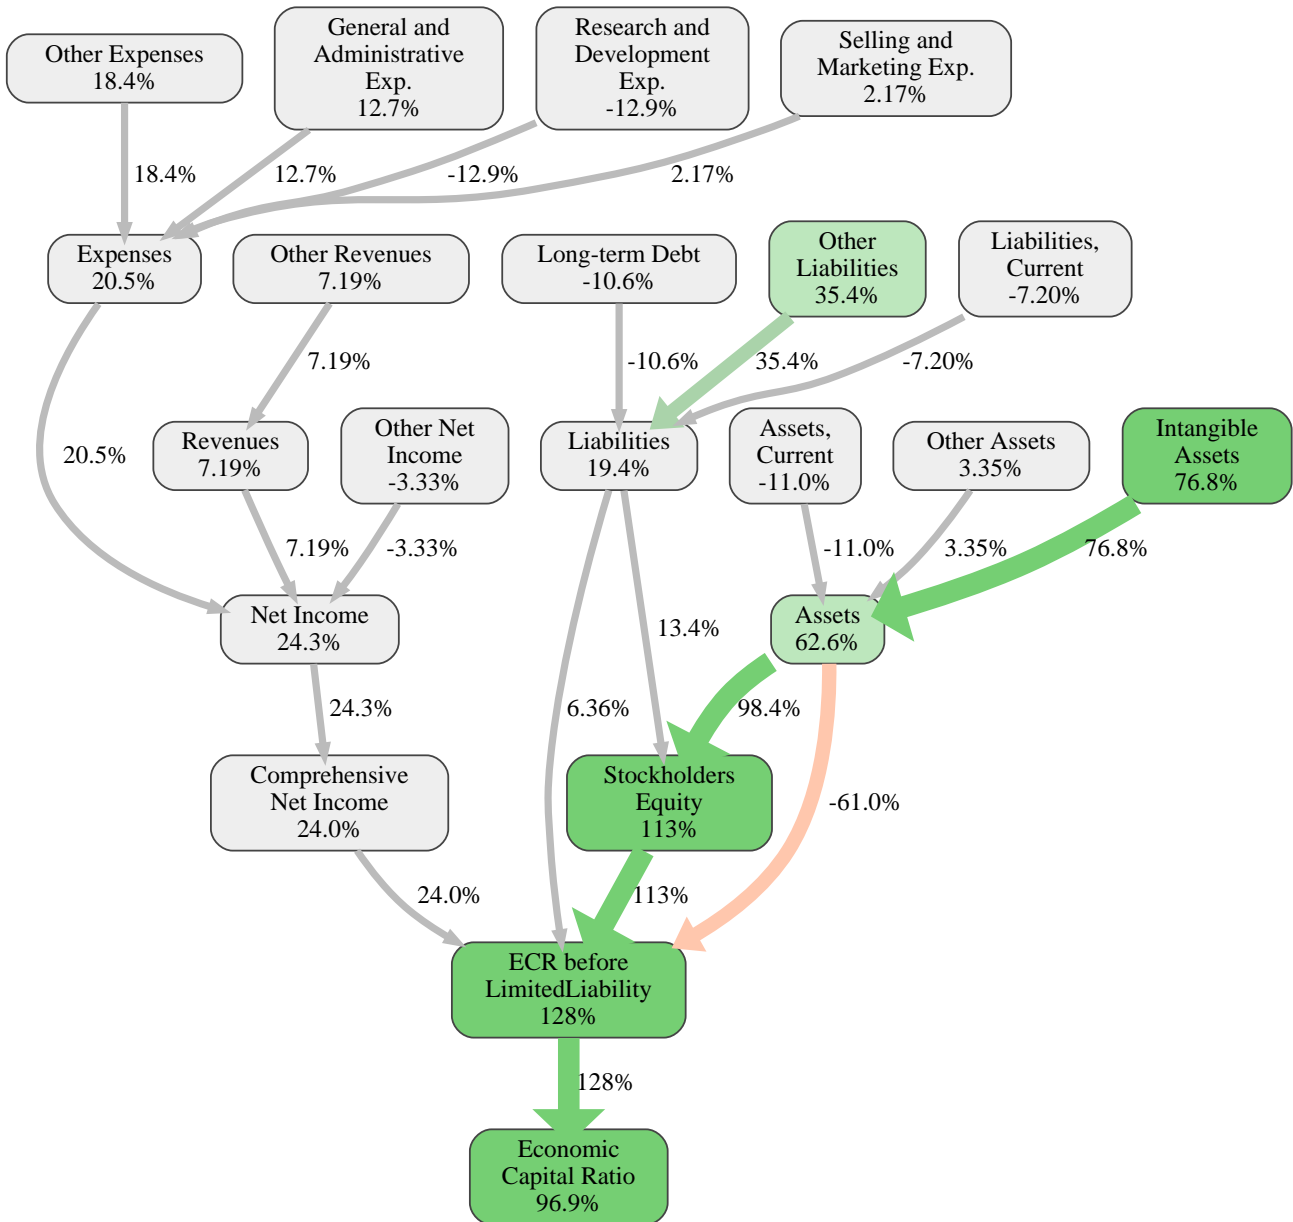 Other Expenses
18.4%
General and
Administrative
Exp.
12.7%
Research and
Development
Exp.
-12.9%
Selling and
Marketing Exp.
2.17%
18.4%
12.7%
-12.9%
2.17%
Expenses
20.5%
Other Revenues
7.19%
Long-term Debt
-10.6%
Other
Liabilities
35.4%
Liabilities,
Current
-7.20%
7.19%
-10.6%
35.4%
-7.20%
20.5%
Revenues
7.19%
Other Net
Income
-3.33%
Liabilities
19.4%
Assets,
Current
-11.0%
Other Assets
3.35%
Intangible
Assets
76.8%
7.19%
-3.33%
-11.0%
3.35%
76.8%
Net Income
24.3%
13.4%
Assets
62.6%
24.3%
6.36%
98.4%
Comprehensive
Net Income
24.0%
Stockholders
Equity
113%
-61.0%
24.0%
113%
ECR before
LimitedLiability
128%
128%
Economic
Capital Ratio
96.9%